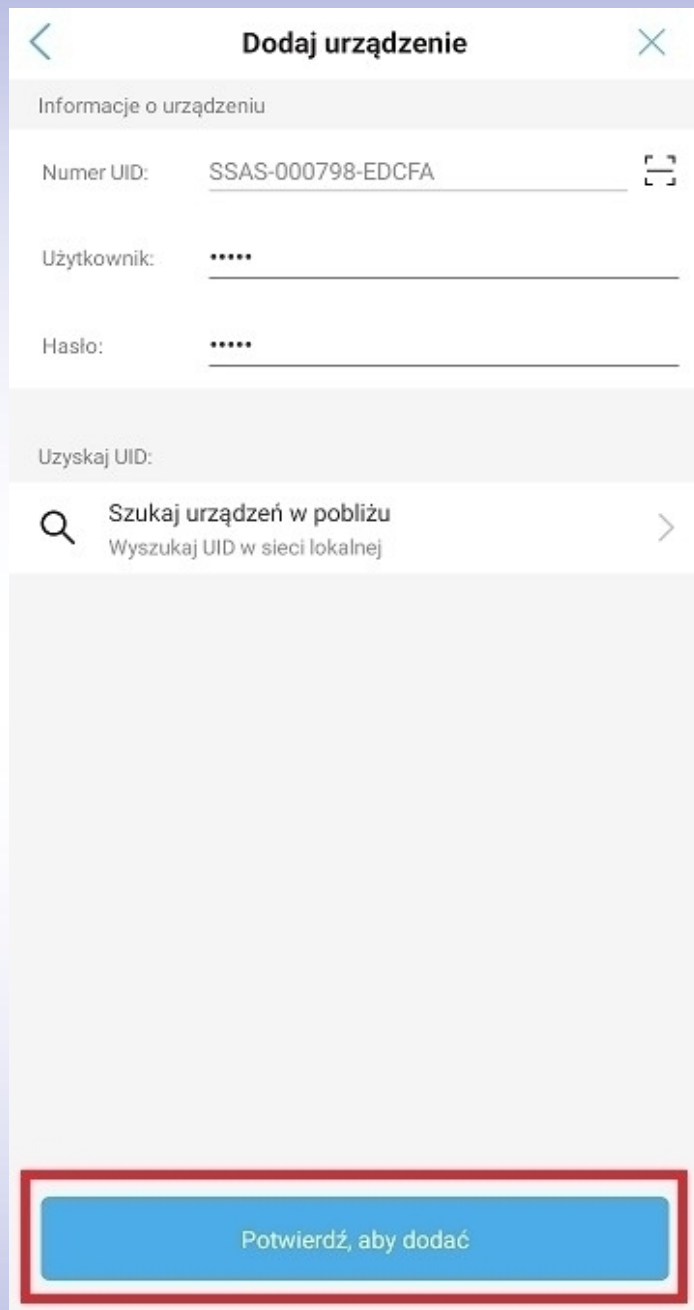 Dodaj urządzenie
Informacje o urządzeniu
Numer UID: SSAS-000798-EDCFA
Użytkownik: •••••
Hasło: •••••
Uzyskaj UID:
Szukaj urządzeń w pobliżu
Wyszukaj UID w sieci lokalnej
Potwierdź, aby dodać